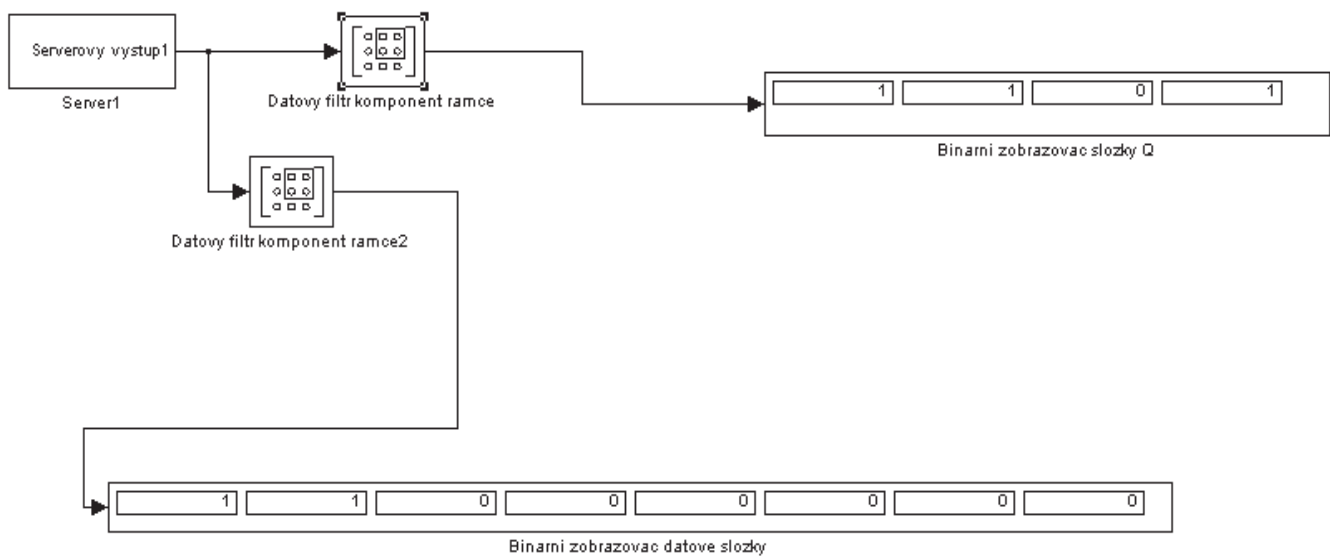 Serverovy vystup1
Server1
Datovy filtr komponent ramce
1 1 0 1
Binarni zobrazovac slozky Q
Datovy filtr komponent ramce2
1 1 0 0 0 0 0 0
Binarni zobrazovac datove slozky